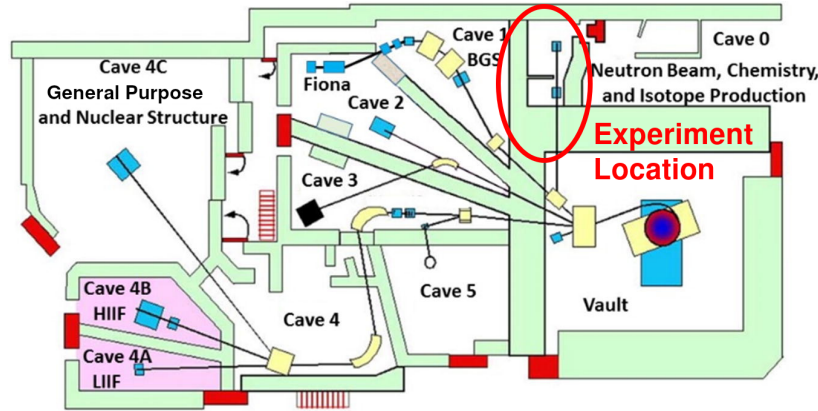 Cave 4C
General Purpose
and Nuclear Structure
Fiona
Cave 1
BGS
Cave 0
Neutron Beam, Chemistry,
and Isotope Production
Experiment
Location
Cave 2
Cave 3
Cave 4B
HIIF
Cave 4A
LIIF
Cave 4
Cave 5
Vault